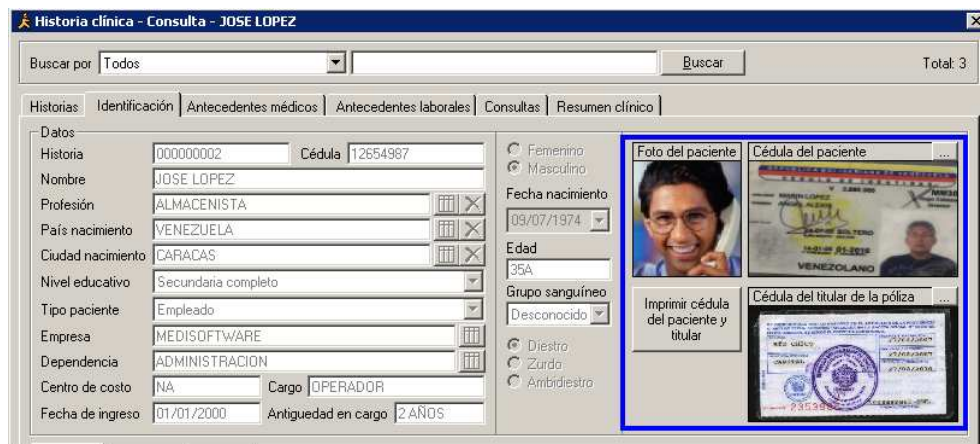 Historia clínica - Consulta - JOSE LOPEZ
Buscar por Todos Buscar Total: 3
Historias Identificación Antecedentes médicos Antecedentes laborales Consultas Resumen clínico
Datos
Historia 000000002 Cédula 12654987
Nombre JOSE LOPEZ
Profesión ALMACENISTA
País nacimiento VENEZUELA
Ciudad nacimiento CARACAS
Nivel educativo Secundaria completo
Tipo paciente Empleado
Empresa MEDISOFTWARE
Dependencia ADMINISTRACION
Centro de costo NA Cargo OPERADOR
Fecha de ingreso 01/01/2000 Antiguedad en cargo 2 AÑOS
Femenino
Masculino
Fecha nacimiento
09/07/1974
Edad
35A
Grupo sanguíneo
Desconocido
Diestro
Zurdo
Ambidiestro
Foto del paciente
Cédula del paciente ...
VENEZOLANO
Imprimir cédula
del paciente y
titular
Cédula del titular de la póliza ...